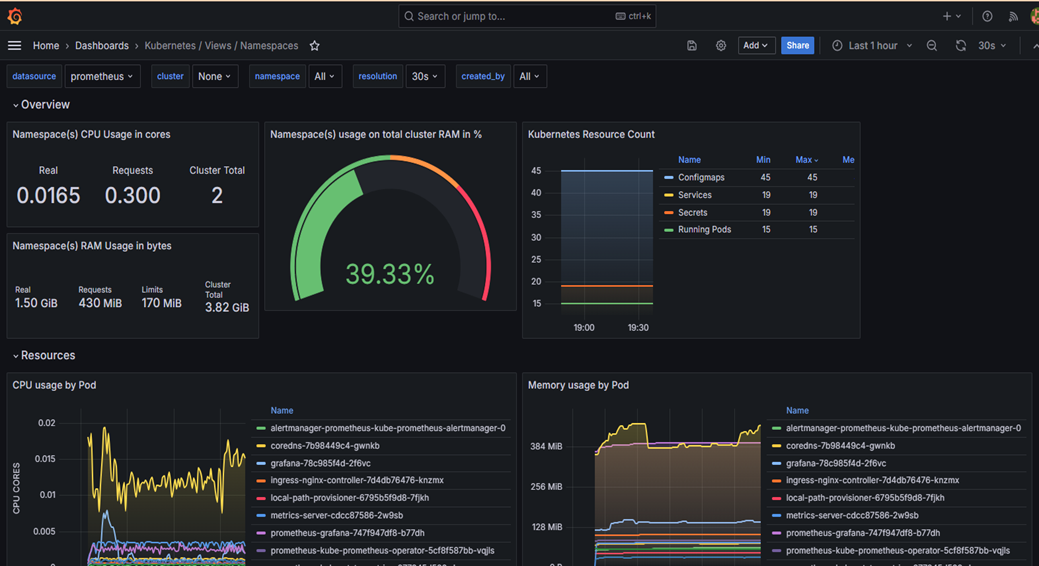 Search or jump to...
ctrl+k
Home › Dashboards › Kubernetes / Views / Namespaces
Add
Share
Last 1 hour
30s
datasource prometheus cluster None namespace All resolution 30s created_by All
Overview
Namespace(s) CPU Usage in cores
Real Requests Cluster Total
0.0165 0.300 2
Namespace(s) RAM Usage in bytes
Real Requests Limits Cluster Total
1.50 GiB 430 MiB 170 MiB 3.82 GiB
Namespace(s) usage on total cluster RAM in %
39.33%
Kubernetes Resource Count
45
40
35
30
25
20
15
19:00 19:30
Name Min Max Me
Configmaps 45 45
Services 19 19
Secrets 19 19
Running Pods 15 15
Resources
CPU usage by Pod
CPU CORES
0.02
0.015
0.01
0.005
Name
alertmanager-prometheus-kube-prometheus-alertmanager-0
coredns-7b98449c4-gwnkb
grafana-78c985f4d-2f6vc
ingress-nginx-controller-7d4db76476-knzmx
local-path-provisioner-6795b5f9d8-7fjkh
metrics-server-cdcc87586-2w9sb
prometheus-grafana-747f947df8-b77dh
prometheus-kube-prometheus-operator-5cf8f587bb-vqjls
Memory usage by Pod
384 MiB
256 MiB
128 MiB
Name
alertmanager-prometheus-kube-prometheus-alertmanager-0
coredns-7b98449c4-gwnkb
grafana-78c985f4d-2f6vc
ingress-nginx-controller-7d4db76476-knzmx
local-path-provisioner-6795b5f9d8-7fjkh
metrics-server-cdcc87586-2w9sb
prometheus-grafana-747f947df8-b77dh
prometheus-kube-prometheus-operator-5cf8f587bb-vqjls